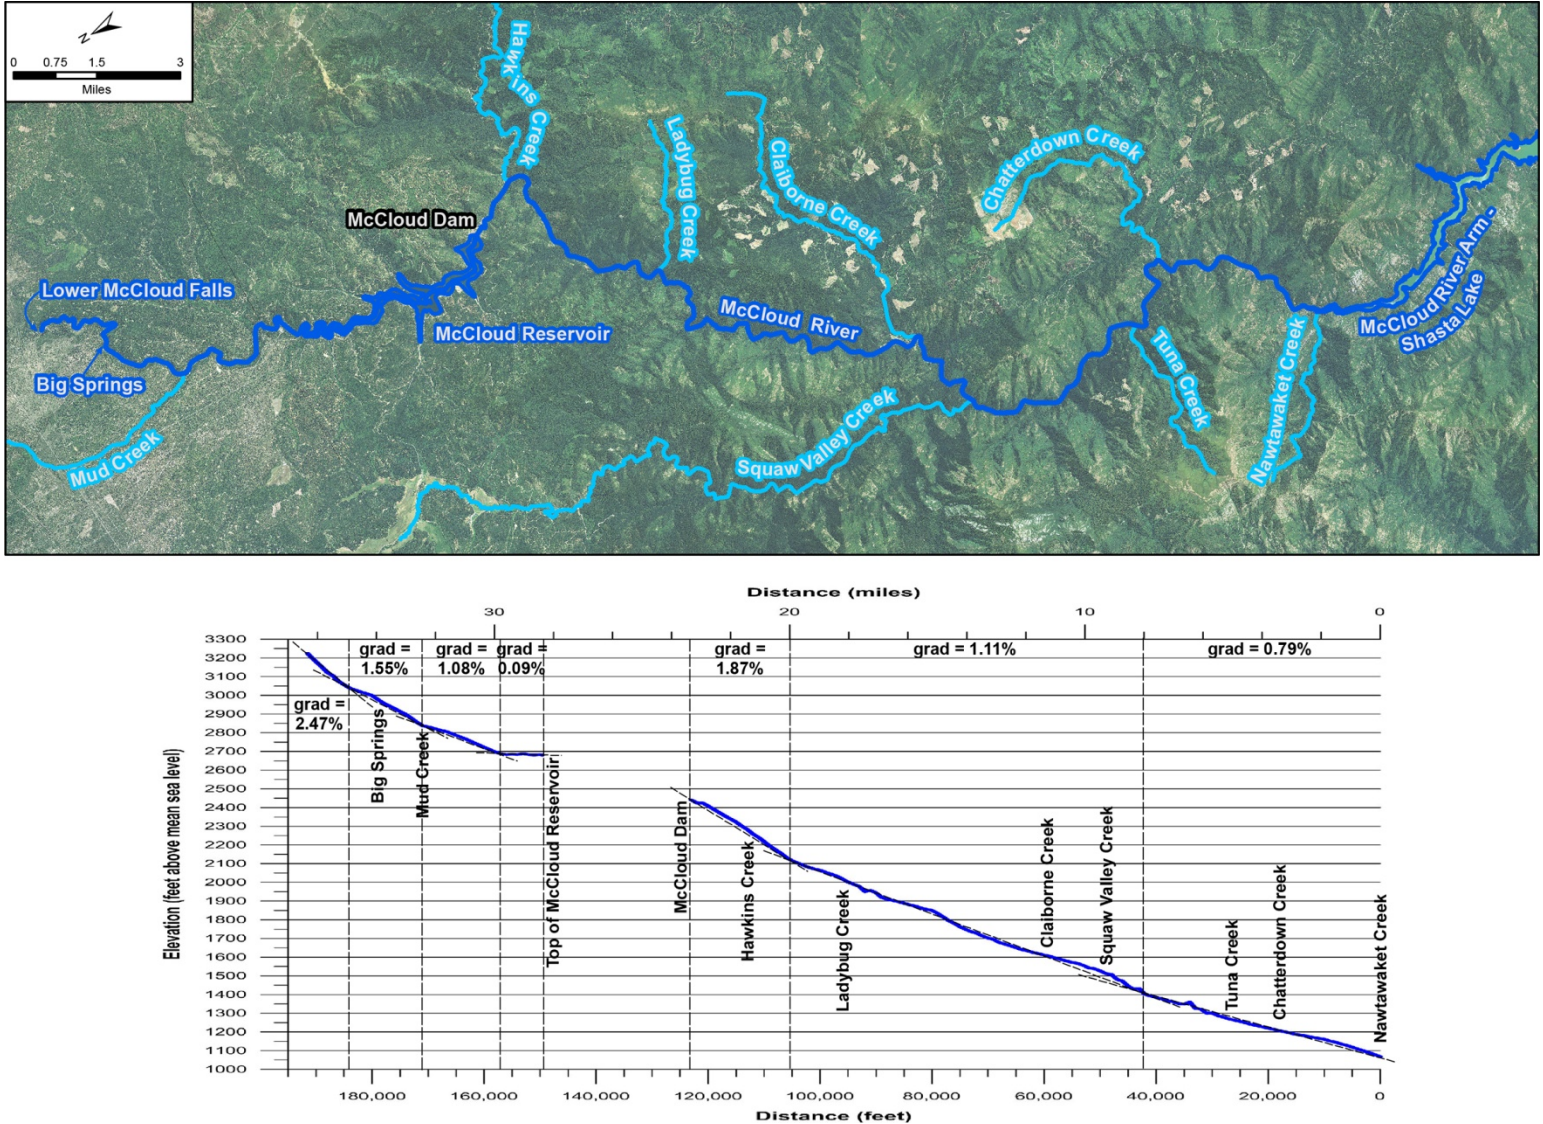 N
0 0.75 1.5 3
Miles
Hawkins Creek
Ladybug Creek
Claiborne Creek
Chatterdown Creek
McCloud Dam
Lower McCloud Falls
McCloud River
McCloud Reservoir
McCloud River Arm -
Shasta Lake
Big Springs
Mud Creek
Squaw Valley Creek
Tuna Creek
Nawtawaket Creek
Distance (miles)
30 20 10 0
3300
3200
3100
3000
2900
2800
2700
2600
2500
2400
2300
2200
2100
2000
1900
1800
1700
1600
1500
1400
1300
1200
1100
1000
Elevation (feet above mean sea level)
grad =
2.47%
grad =
1.55%
grad =
1.08%
grad =
0.09%
grad =
1.87%
grad = 1.11%
grad = 0.79%
Big Springs
Mud Creek
Top of McCloud Reservoir
McCloud Dam
Hawkins Creek
Ladybug Creek
Claiborne Creek
Squaw Valley Creek
Tuna Creek
Chatterdown Creek
Nawtawaket Creek
180,000 160,000 140,000 120,000 100,000 80,000 60,000 40,000 20,000 0
Distance (feet)